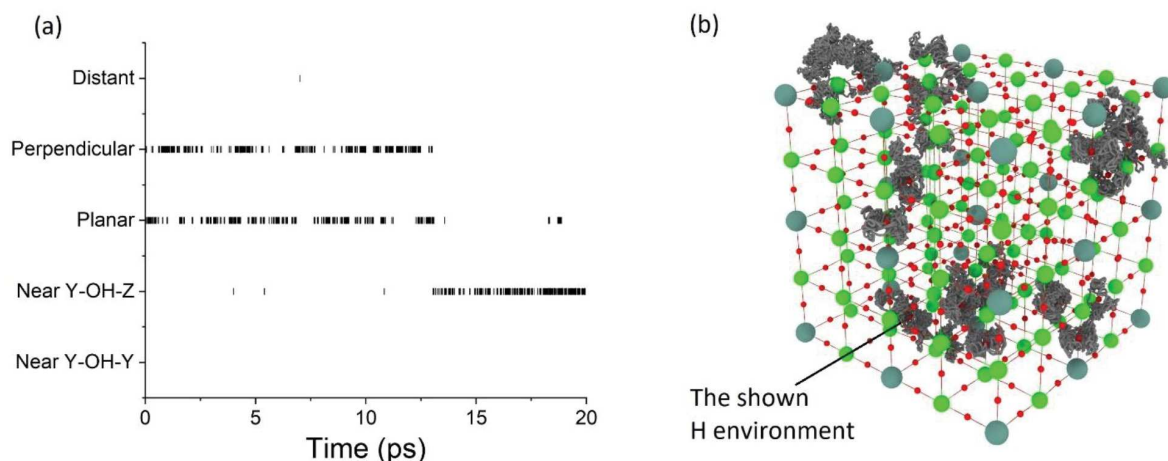 (a)
Distant
Perpendicular
Planar
Near Y-OH-Z
Near Y-OH-Y
0 5 10 15 20
Time (ps)
(b)
The shown
H environment